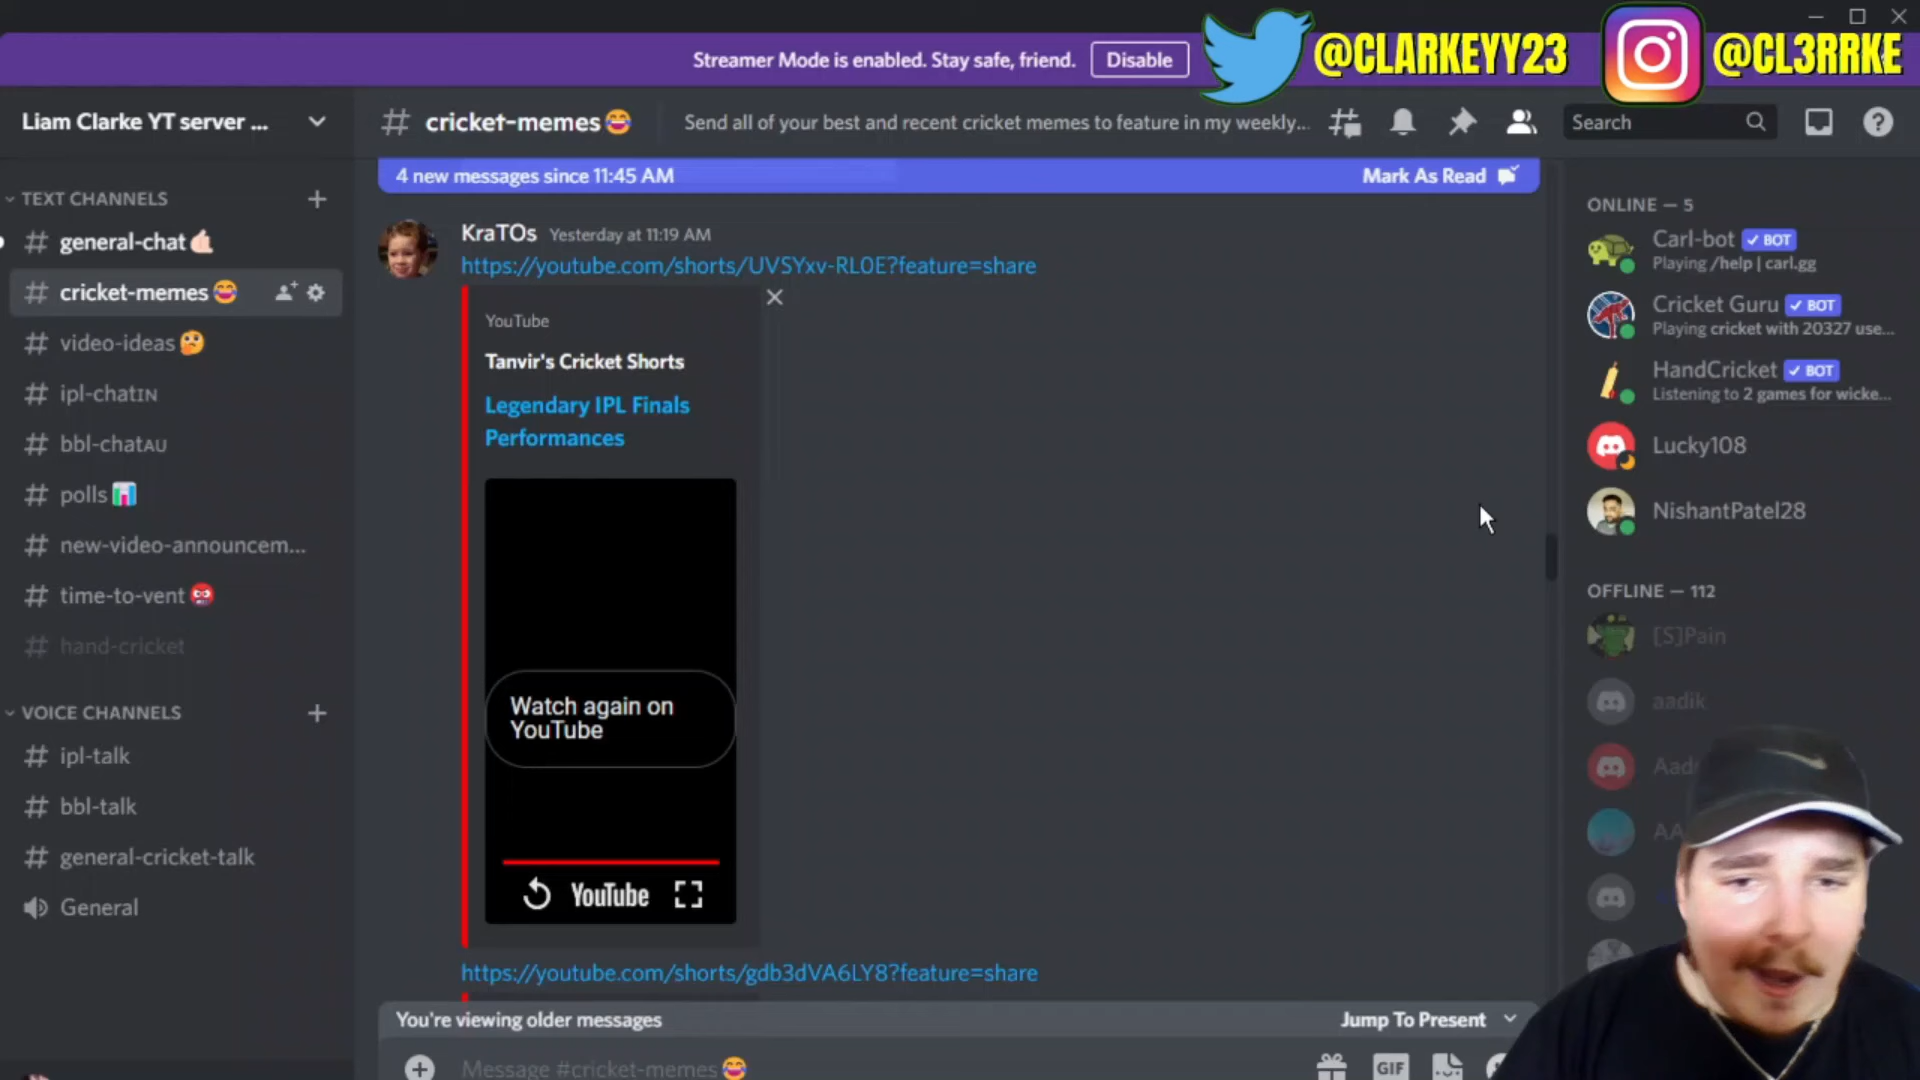 Streamer Mode is enabled. Stay safe, friend.
Disable
@CLARKEYY23
@CL3RRKE
Liam Clarke YT server ...
# cricket-memes😂
Send all of your best and recent cricket memes to feature in my weekly...
Search
TEXT CHANNELS
# general-chat🤙🏻
# cricket-memes😂
# video-ideas🤔
# ipl-chatIN
# bbl-chatAU
# polls📊
# new-video-announcem...
# time-to-vent👹
# hand-cricket
VOICE CHANNELS
# ipl-talk
# bbl-talk
# general-cricket-talk
General
4 new messages since 11:45 AM
Mark As Read
KraTOs Yesterday at 11:19 AM
https://youtube.com/shorts/UVSYxv-RL0E?feature=share
YouTube
Tanvir's Cricket Shorts
Legendary IPL Finals
Performances
Watch again on
YouTube
YouTube
https://youtube.com/shorts/gdb3dVA6LY8?feature=share
You're viewing older messages
Jump To Present
Message #cricket-memes😂
GIF
ONLINE — 5
Carl-bot ✓ BOT
Playing /help | carl.gg
Cricket Guru ✓ BOT
Playing cricket with 20327 use...
HandCricket ✓ BOT
Listening to 2 games for wicke...
Lucky108
NishantPatel28
OFFLINE — 112
[S]Pain
aadik